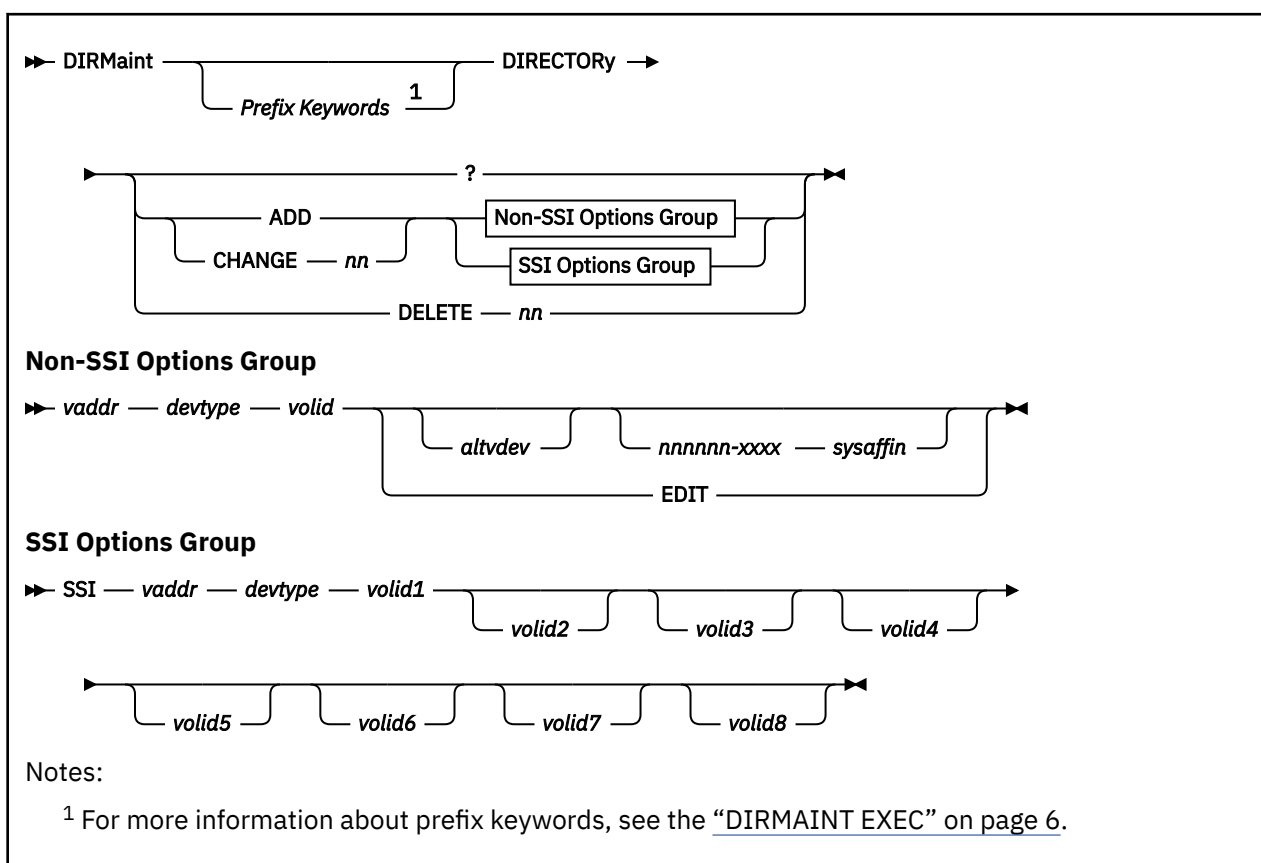 DIRMaint DIRECTORy
Prefix Keywords 1
?
ADD Non-SSI Options Group
CHANGE nn SSI Options Group
DELETE nn
Non-SSI Options Group
vaddr devtype volid
altvdev nnnnnn-xxxx sysaffin
EDIT
SSI Options Group
SSI vaddr devtype volid1
volid2 volid3 volid4
volid5 volid6 volid7 volid8
Notes:
1 For more information about prefix keywords, see the “DIRMAINT EXEC” on page 6.